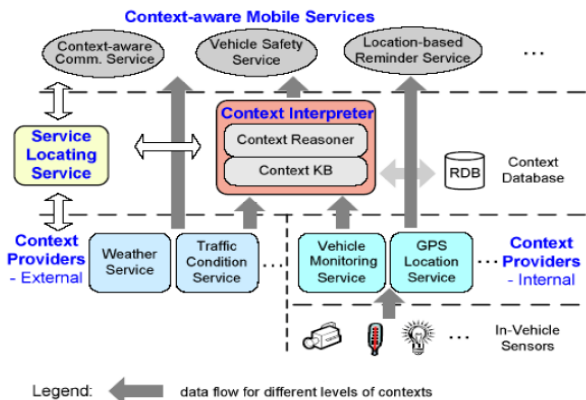 Context-aware Mobile Services
Context-aware
Comm. Service
Vehicle Safety
Service
Location-based
Reminder Service
...
Context Interpreter
Context Reasoner
Context KB
Service
Locating
Service
RDB
Context
Database
Context
Providers
- External
Weather
Service
Traffic
Condition
Service
...
Vehicle
Monitoring
Service
GPS
Location
Service
...
Context
Providers
- Internal
...
In-Vehicle
Sensors
Legend:
data flow for different levels of contexts